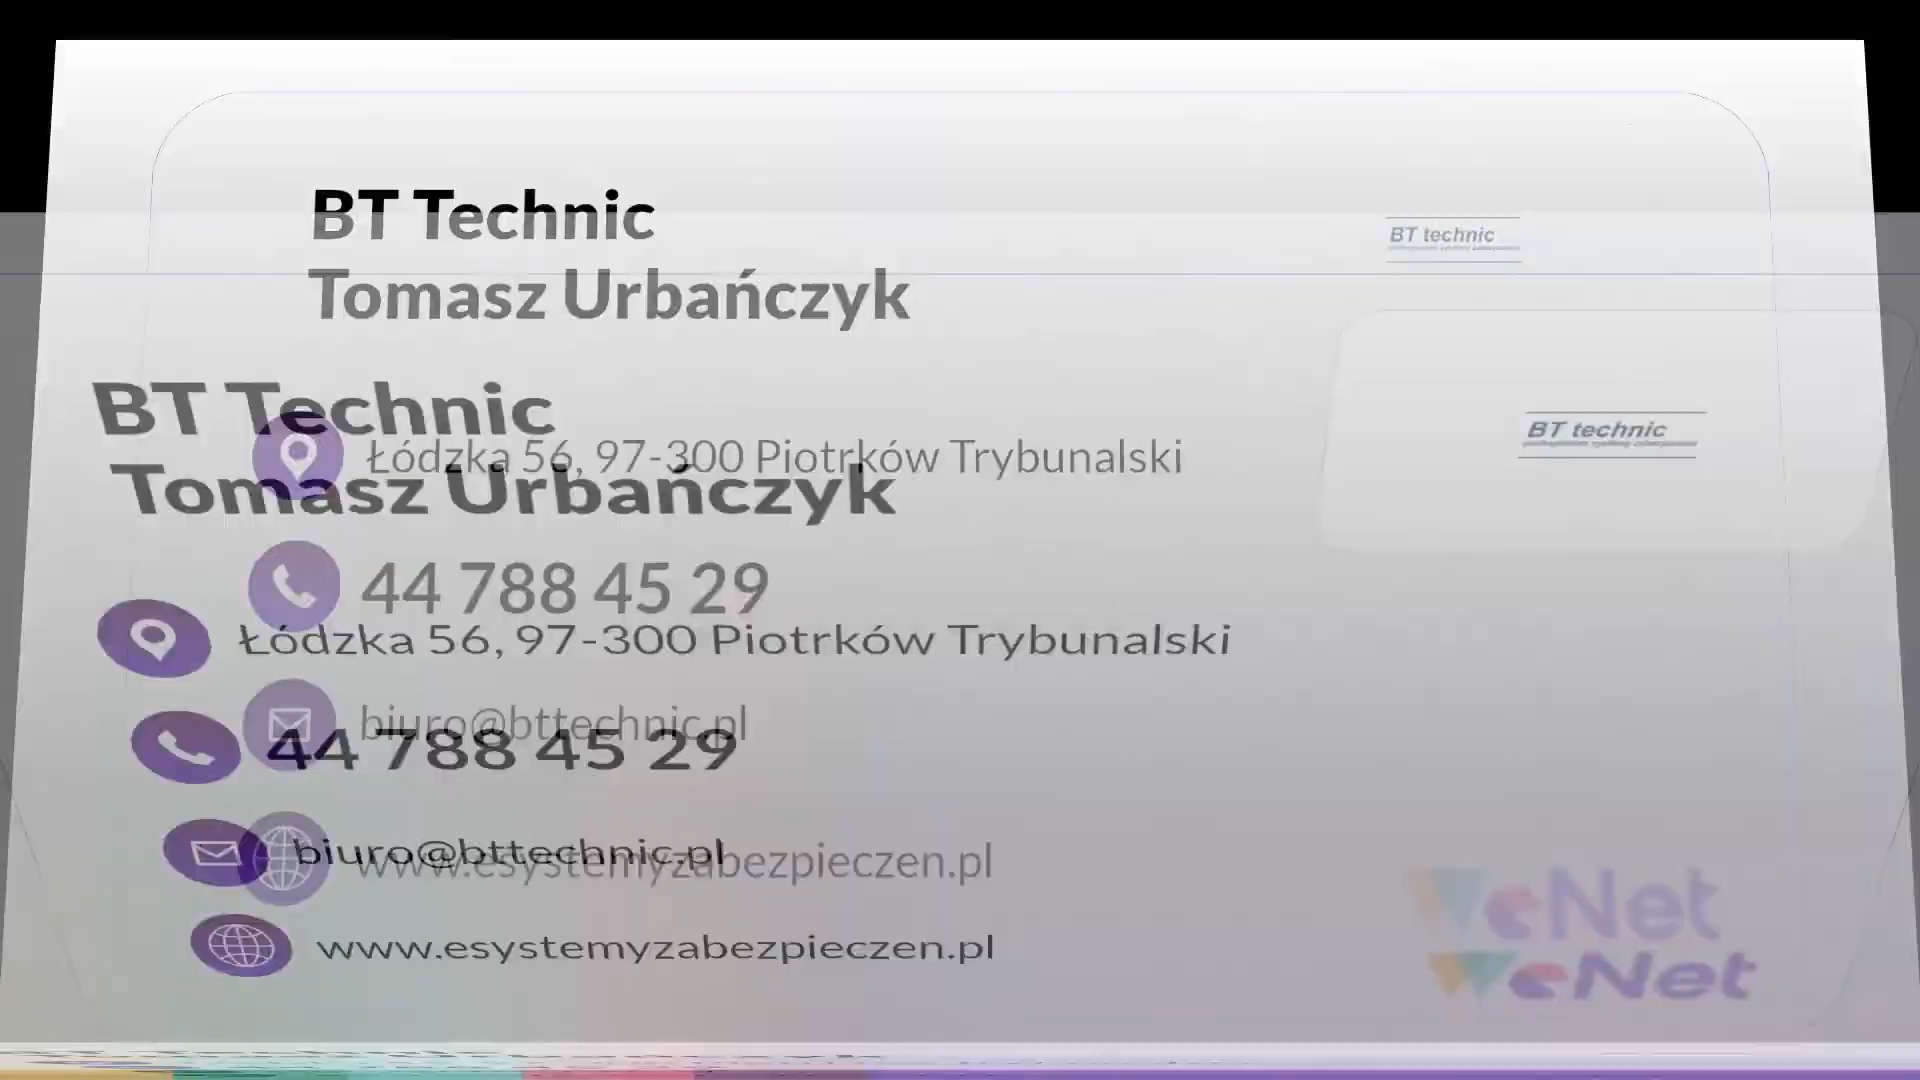 BT Technic
Tomasz Urbańczyk
BT technic
BT Technic
Tomasz Urbańczyk
BT technic
Łódzka 56, 97-300 Piotrków Trybunalski
44 788 45 29
Łódzka 56, 97-300 Piotrków Trybunalski
biuro@bttechnic.pl
44 788 45 29
biuro@bttechnic.pl
www.esystemyzabezpieczen.pl
www.esystemyzabezpieczen.pl
WeNet
WeNet